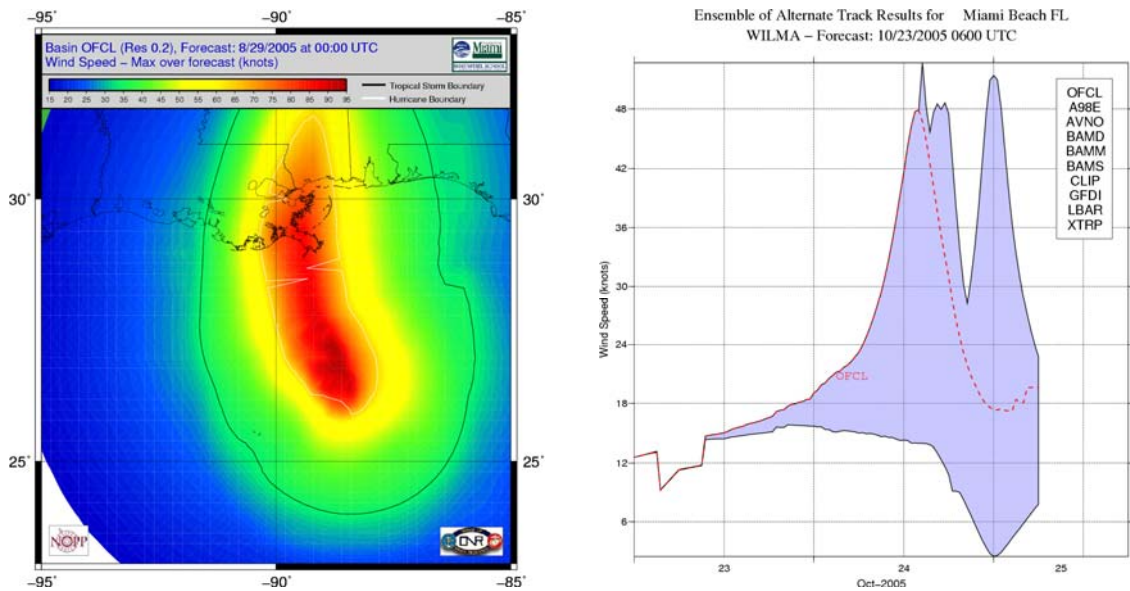 Basin OFCL (Res 0.2), Forecast: 8/29/2005 at 00:00 UTC
Wind Speed – Max over forecast (knots)
Miami
15 20 25 30 35 40 45 50 55 60 65 70 75 80 85 90 95
Tropical Storm Boundary
Hurricane Boundary
30° 30°
25° 25°
NOPP
ONR
−95° −90° −85°
Ensemble of Alternate Track Results for Miami Beach FL
WILMA – Forecast: 10/23/2005 0600 UTC
Wind Speed (knots)
48
42
36
30
24
18
12
6
OFCL
OFCL
A98E
AVNO
BAMD
BAMM
BAMS
CLIP
GFDI
LBAR
XTRP
23 24 25
Oct–2005